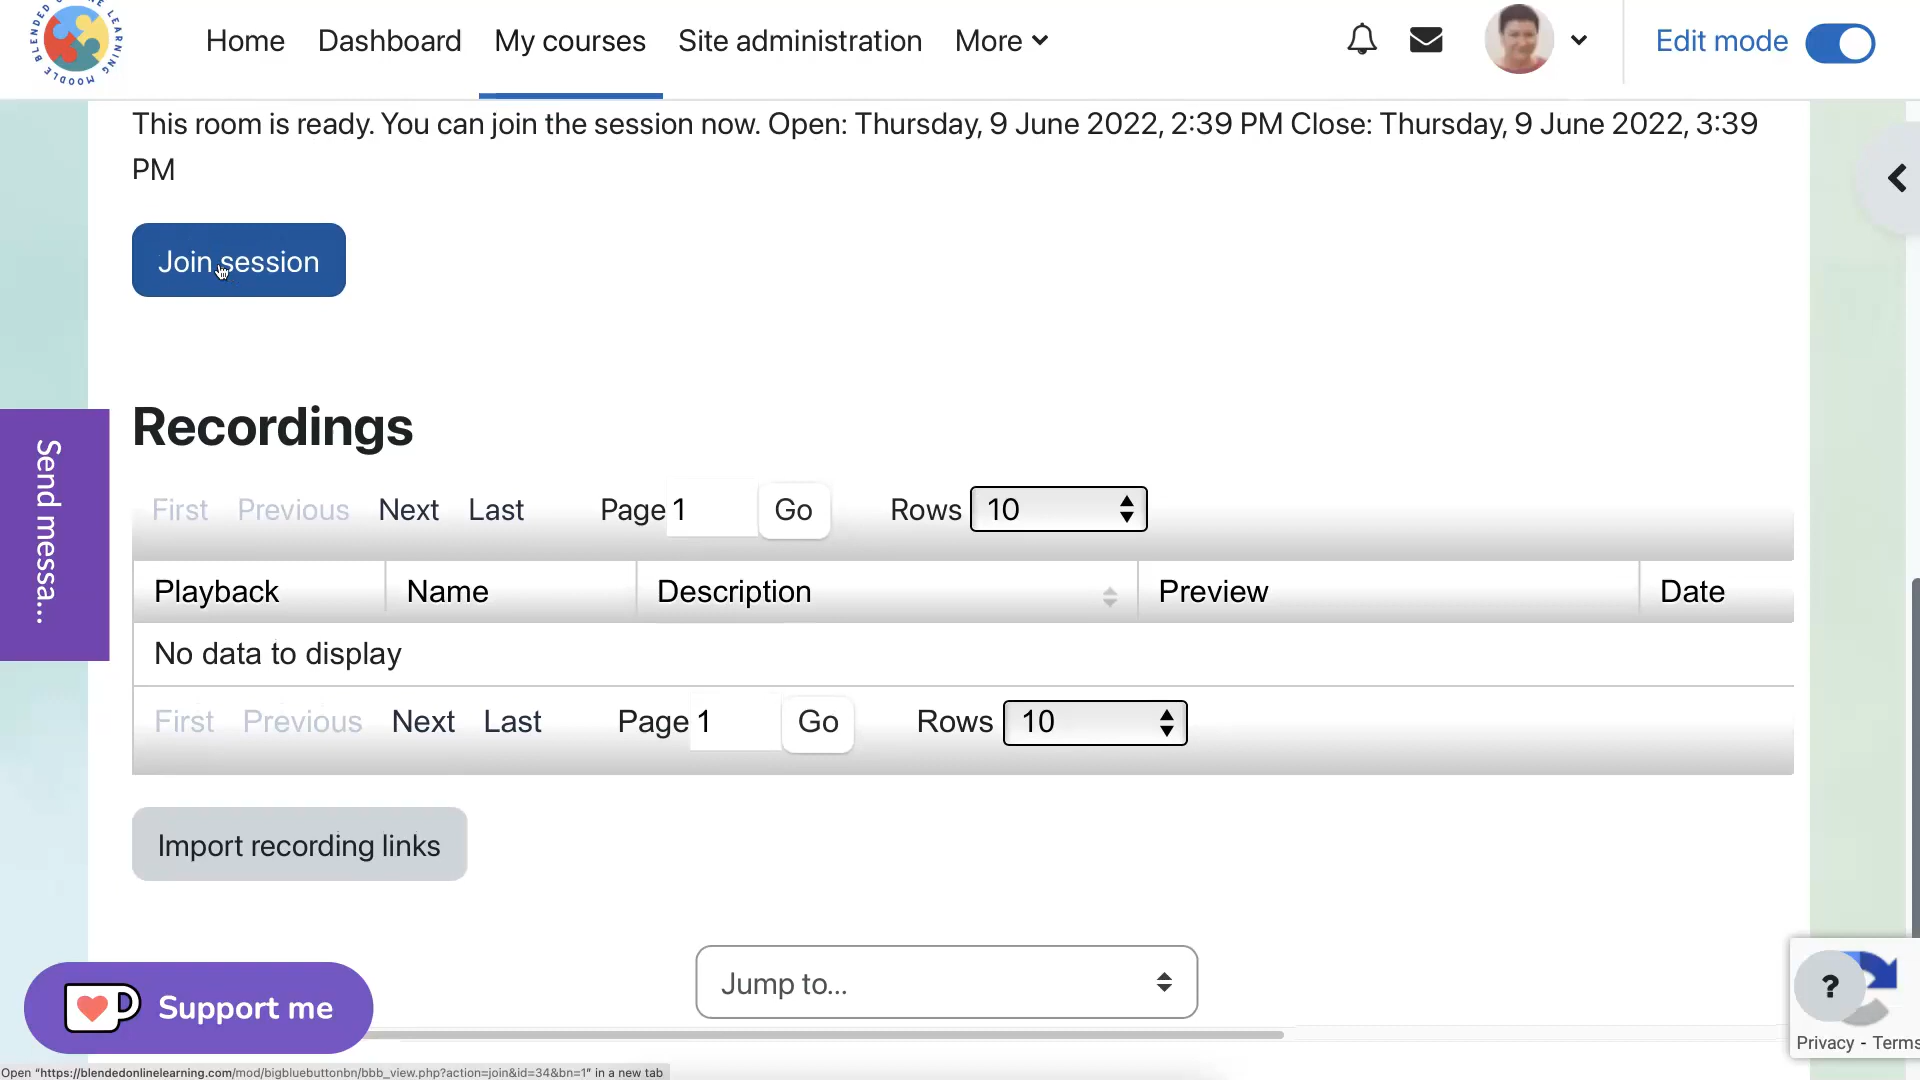 MOODLE BLENDED ONLINE LEARNING
Home Dashboard My courses Site administration More Edit mode
This room is ready. You can join the session now. Open: Thursday, 9 June 2022, 2:39 PM Close: Thursday, 9 June 2022, 3:39
PM
Join session
Send messa...
Recordings
First Previous Next Last Page 1 Go Rows 10
Playback Name Description Preview Date
No data to display
First Previous Next Last Page 1 Go Rows 10
Import recording links
Jump to...
Support me
?
Privacy - Terms
Open "https://blendedonlinelearning.com/mod/bigbluebuttonbn/bbb_view.php?action=join&id=34&bn=1" in a new tab